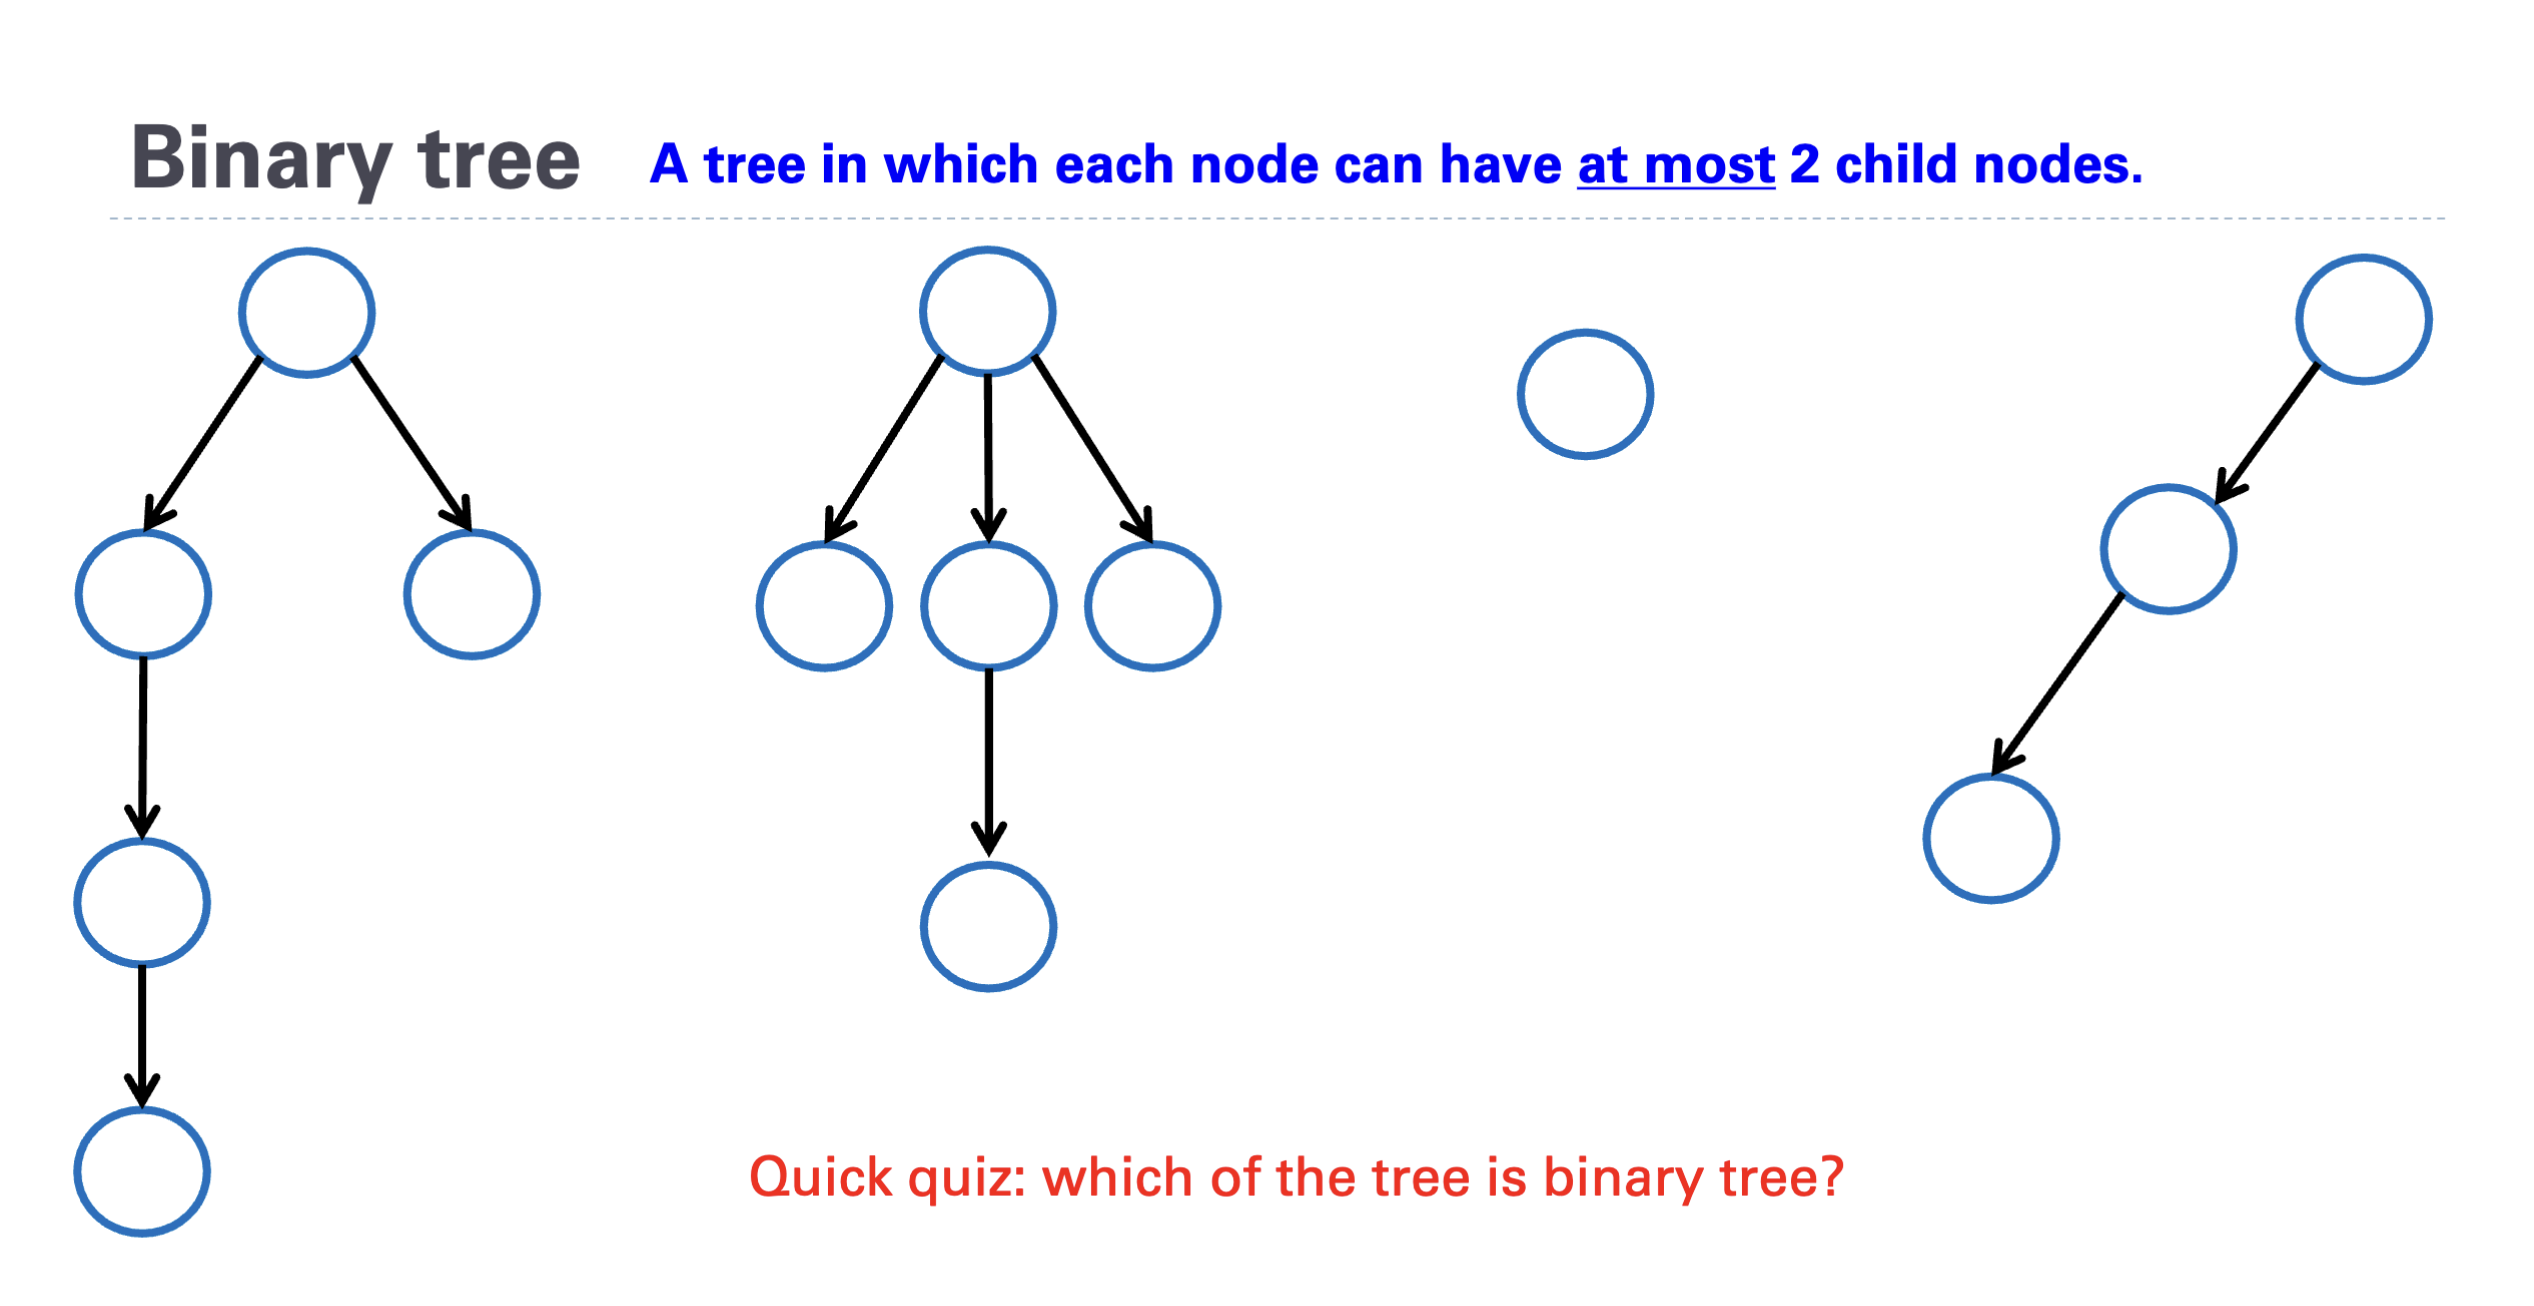 Binary tree
A tree in which each node can have at most 2 child nodes.
Quick quiz: which of the tree is binary tree?